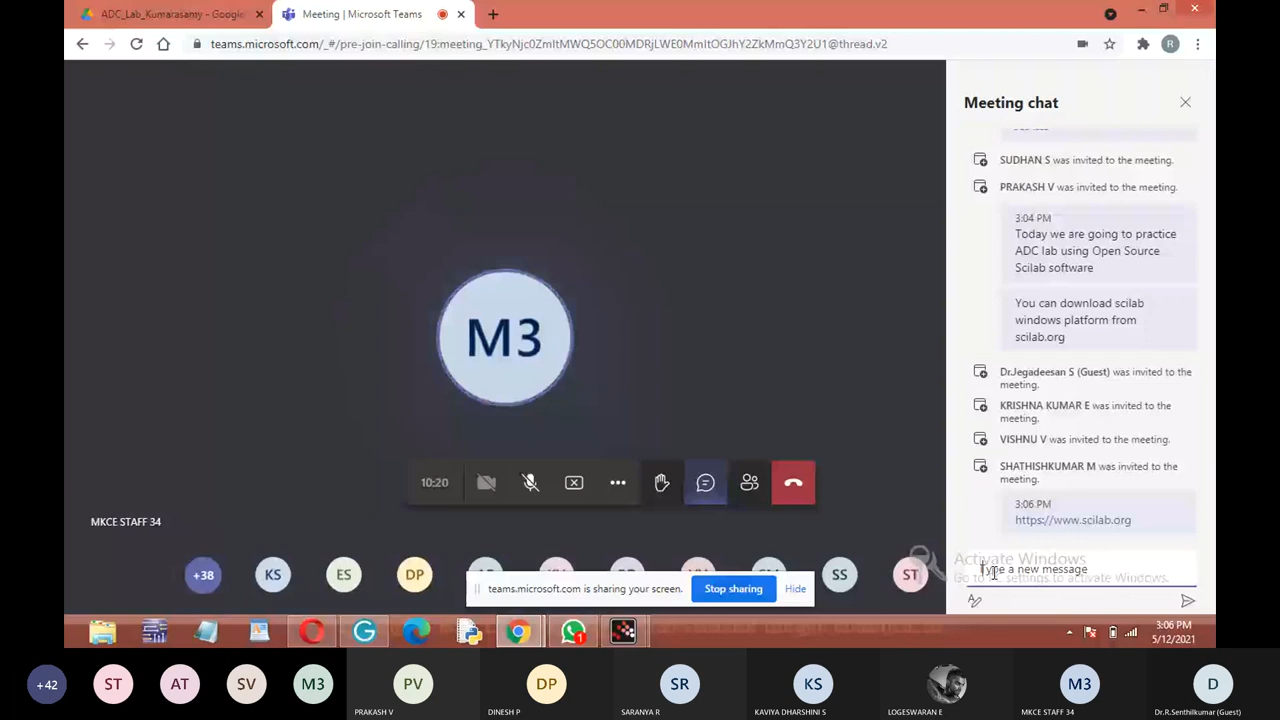 ADC_Lab_Kumarasamy - Google
Meeting | Microsoft Teams
teams.microsoft.com/_#/pre-join-calling/19:meeting_YTkyNjc0ZmItMWQ5OC00MDRjLWE0MmItOGJhY2ZkMmQ3Y2U1@thread.v2
R
Meeting chat
SUDHAN S was invited to the meeting.
PRAKASH V was invited to the meeting.
3:04 PM
Today we are going to practice
ADC lab using Open Source
Scilab software
You can download scilab
windows platform from
scilab.org
Dr.Jegadeesan S (Guest) was invited to the
meeting.
KRISHNA KUMAR E was invited to the
meeting.
VISHNU V was invited to the meeting.
SHATHISHKUMAR M was invited to the
meeting.
3:06 PM
https://www.scilab.org
Type a new message
Activate Windows
settings to activate Windows.
M3
10:20
MKCE STAFF 34
+38
KS
ES
DP
SS
ST
teams.microsoft.com is sharing your screen.
Stop sharing
Hide
1
3:06 PM
5/12/2021
+42
ST
AT
SV
M3
PV
PRAKASH V
DP
DINESH P
SR
SARANYA R
KS
KAVIYA DHARSHINI S
LOGESWARAN E
M3
MKCE STAFF 34
D
Dr.R.Senthilkumar (Guest)